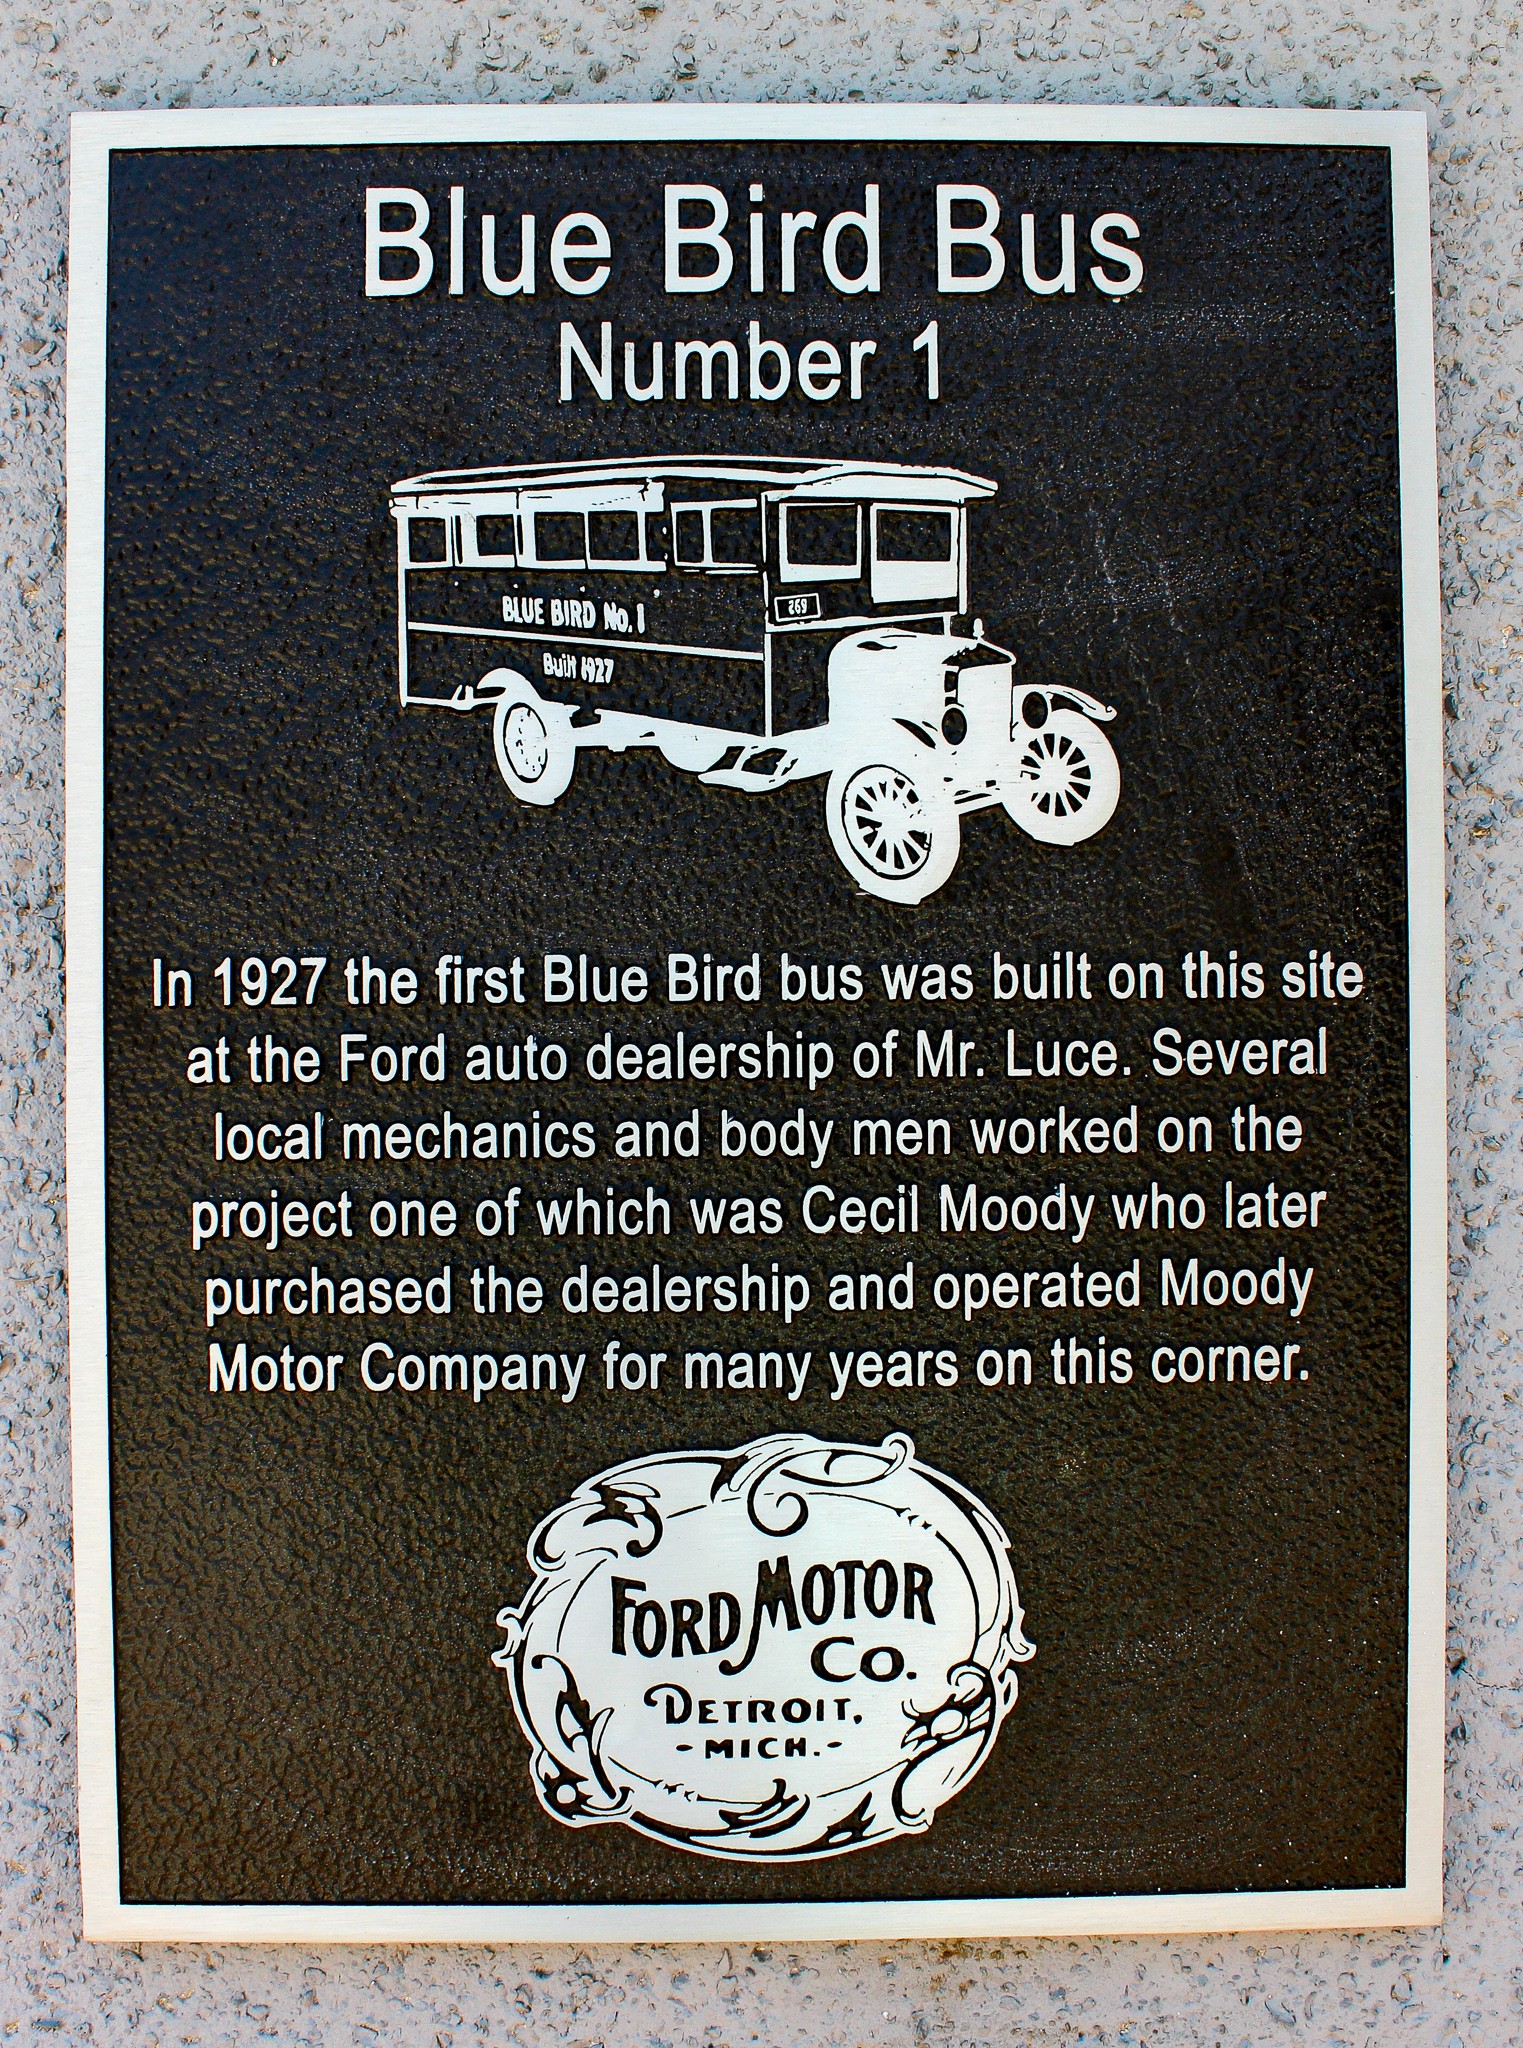 Blue Bird Bus
Number 1
BLUE BIRD No. 1
Built 1927
In 1927 the first Blue Bird bus was built on this site
at the Ford auto dealership of Mr. Luce. Several
local mechanics and body men worked on the
project one of which was Cecil Moody who later
purchased the dealership and operated Moody
Motor Company for many years on this corner.
FORD MOTOR
CO.
DETROIT,
-MICH.-